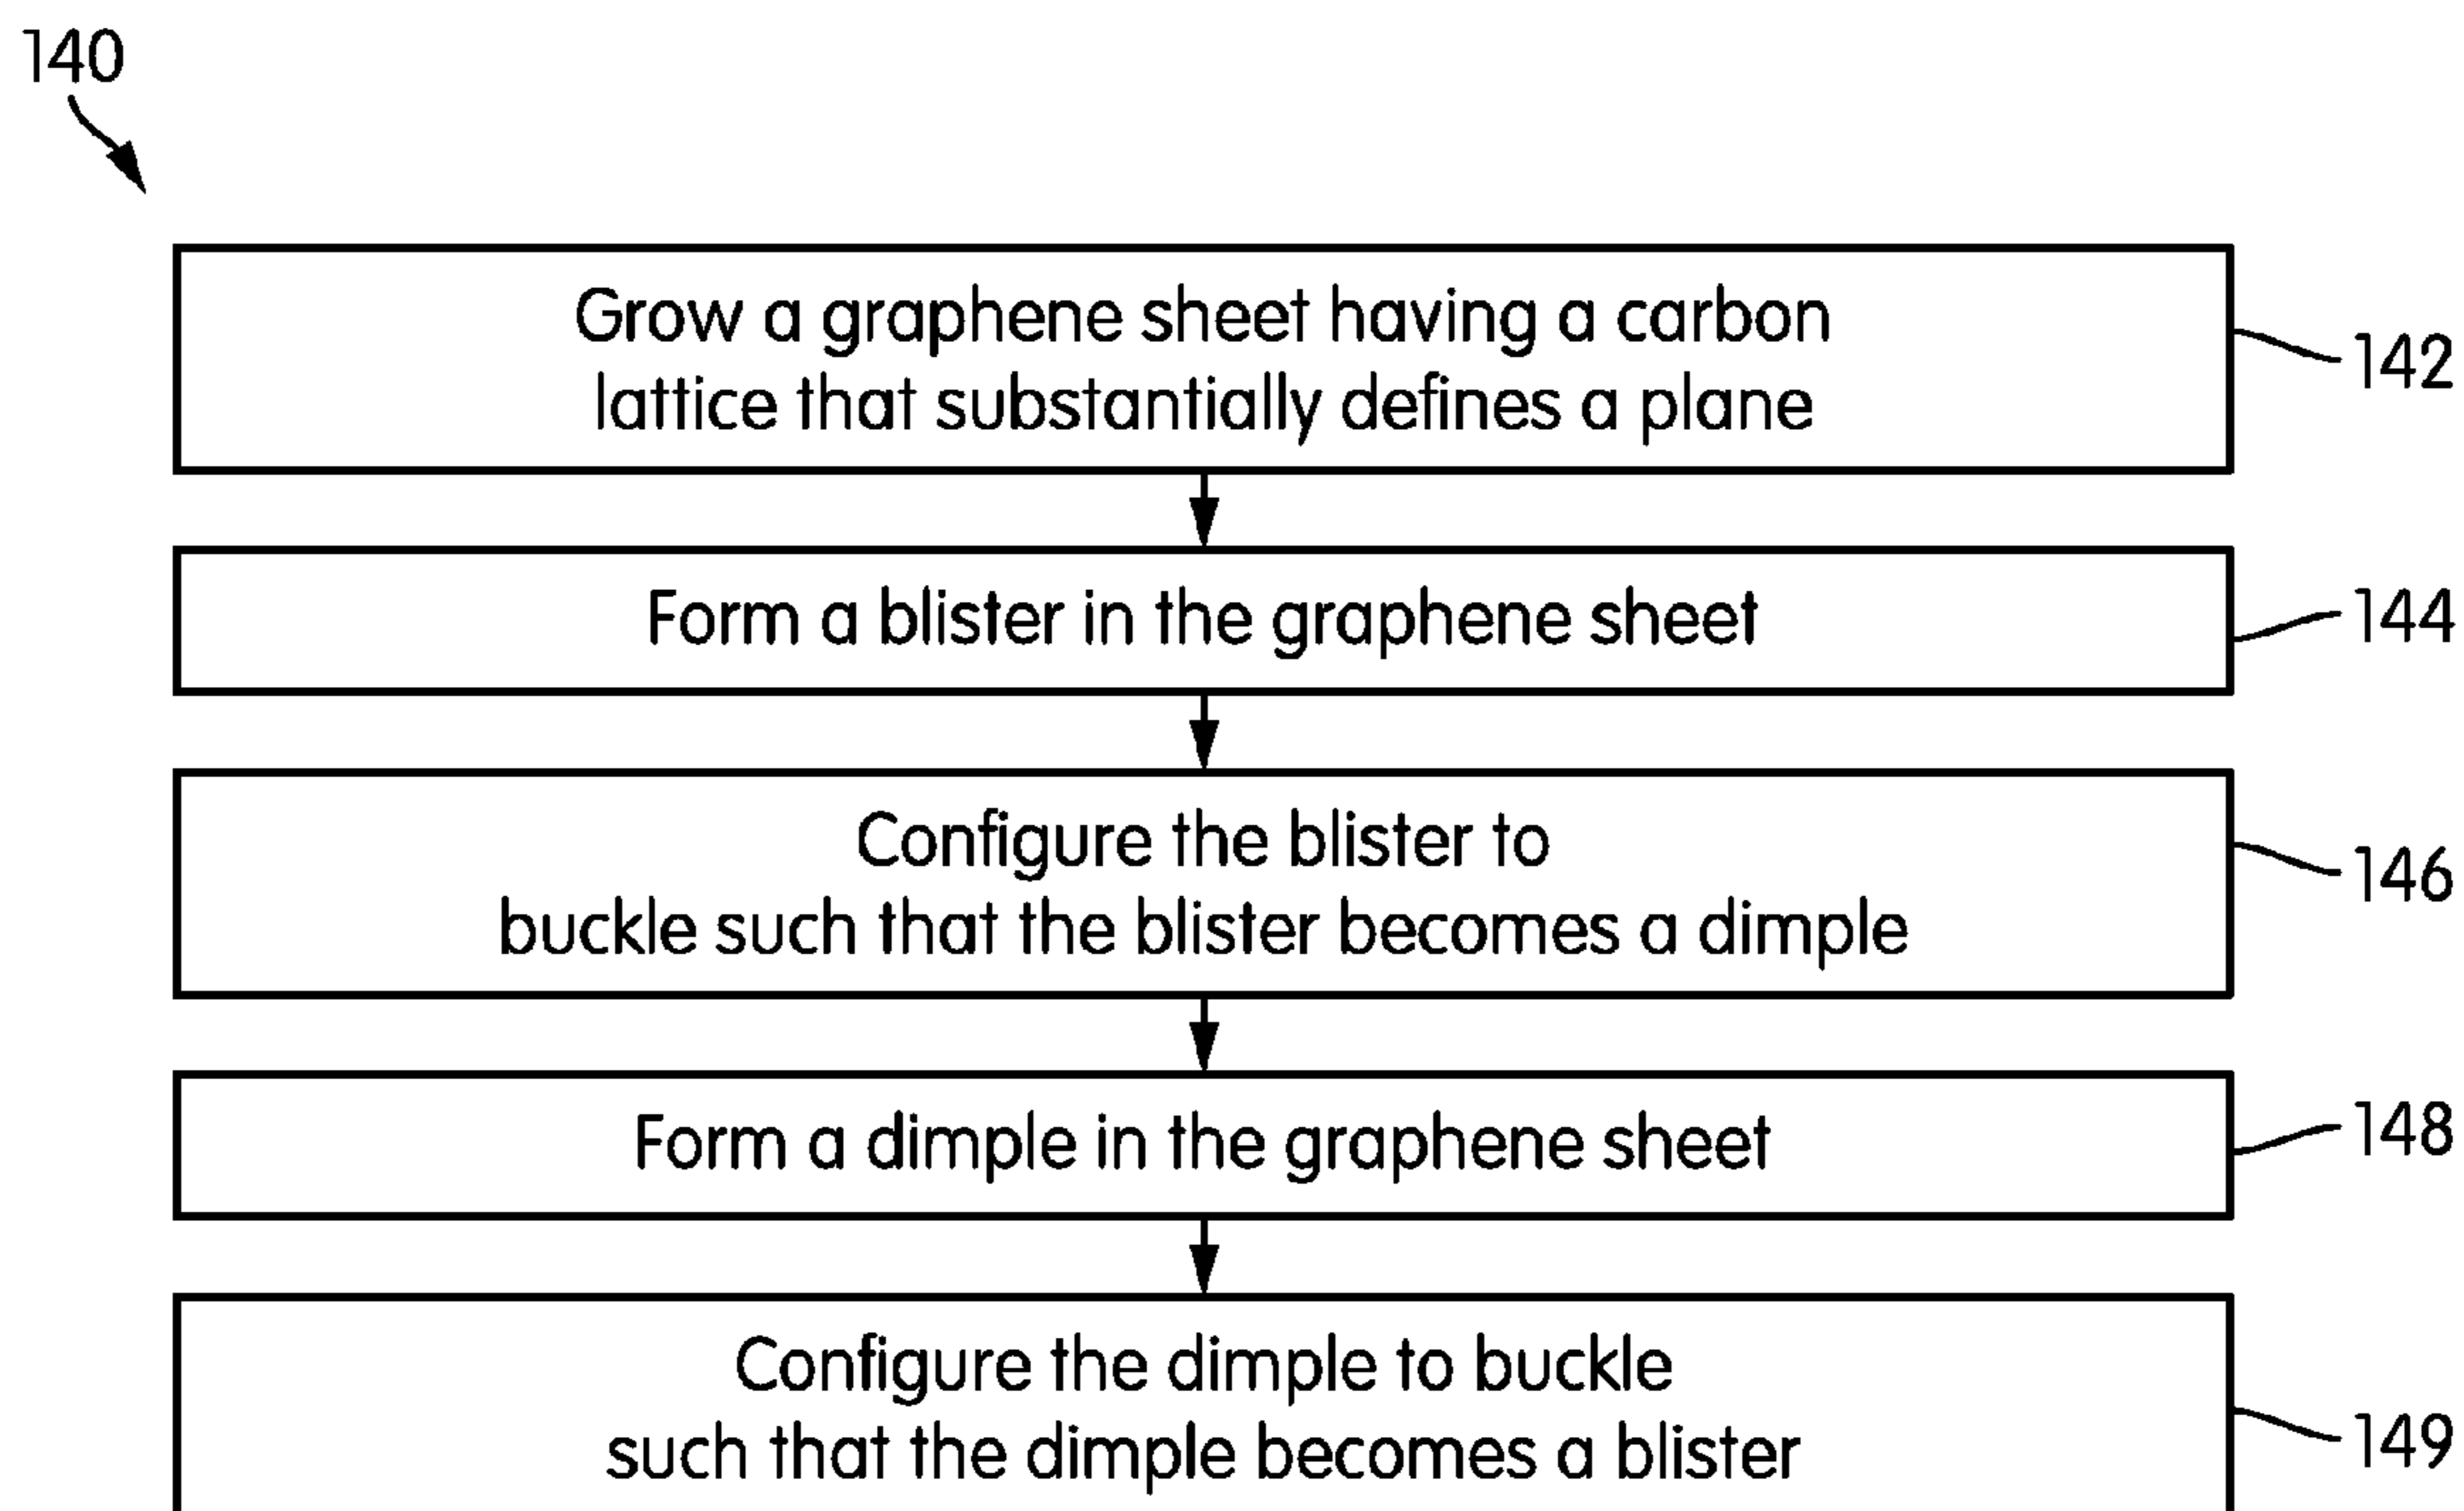 140
Grow a graphene sheet having a carbon
lattice that substantially defines a plane
142
Form a blister in the graphene sheet
144
Configure the blister to
buckle such that the blister becomes a dimple
146
Form a dimple in the graphene sheet
148
Configure the dimple to buckle
such that the dimple becomes a blister
149